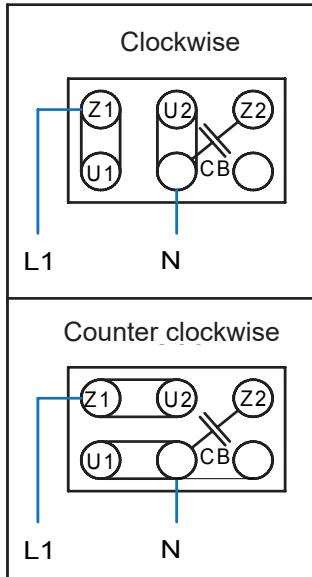 Clockwise
Z1 U2 Z2
U1 CB
L1 N
Counter clockwise
Z1 U2 Z2
U1 CB
L1 N